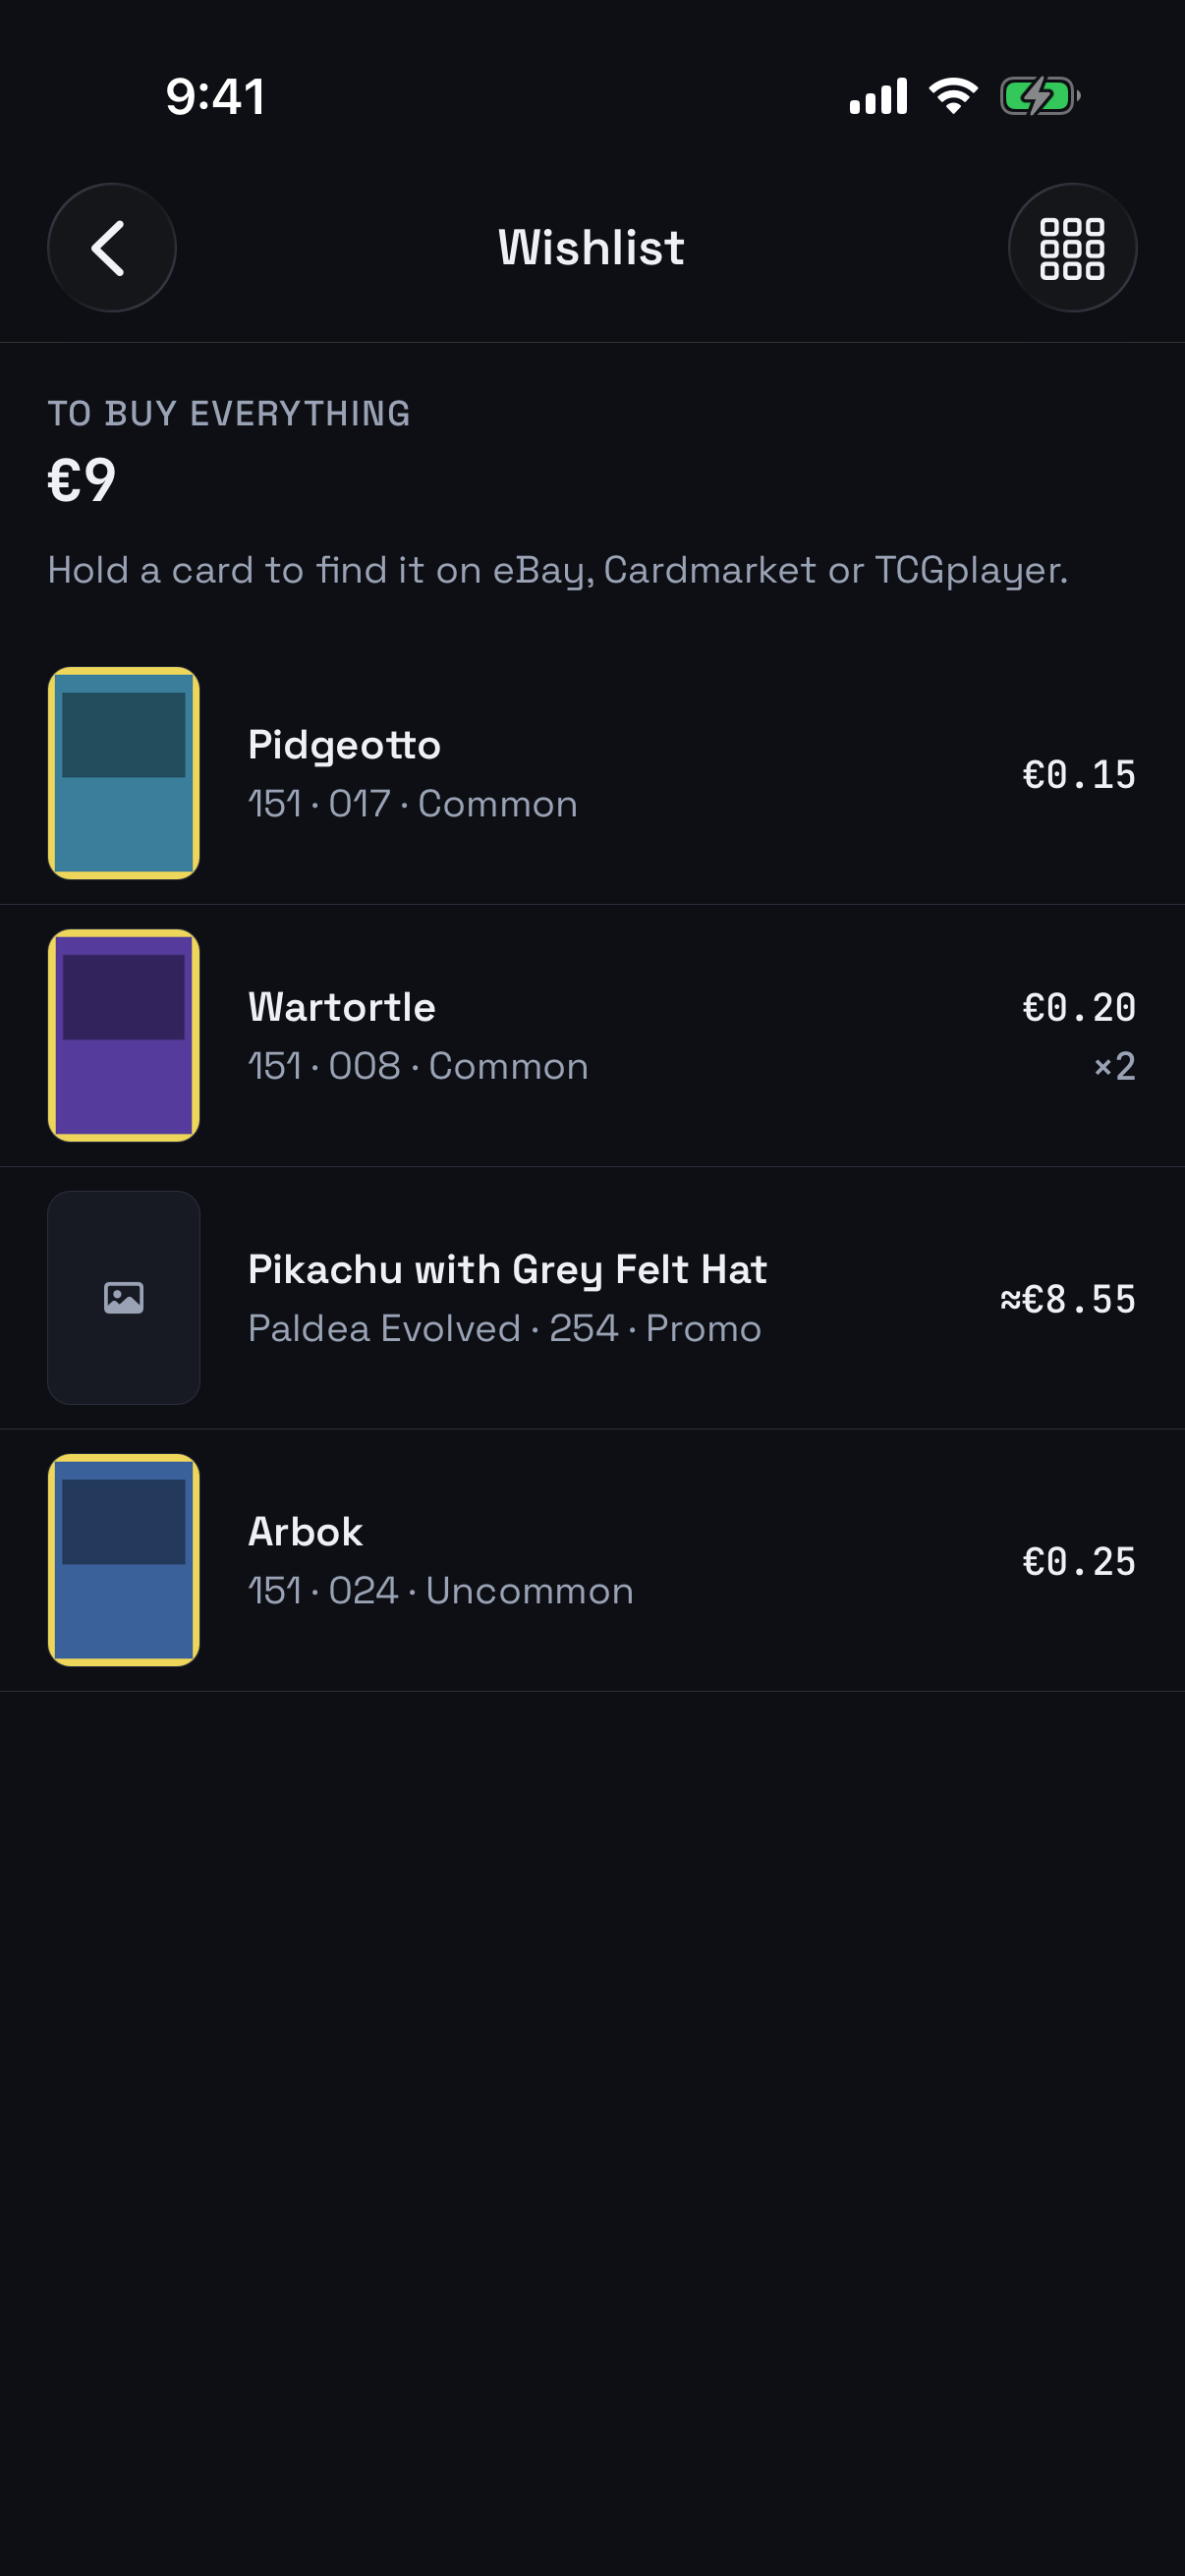 9:41
Wishlist
TO BUY EVERYTHING
€9
Hold a card to find it on eBay, Cardmarket or TCGplayer.
Pidgeotto
151 · 017 · Common
€0.15
Wartortle
151 · 008 · Common
€0.20
×2
Pikachu with Grey Felt Hat
Paldea Evolved · 254 · Promo
≈€8.55
Arbok
151 · 024 · Uncommon
€0.25